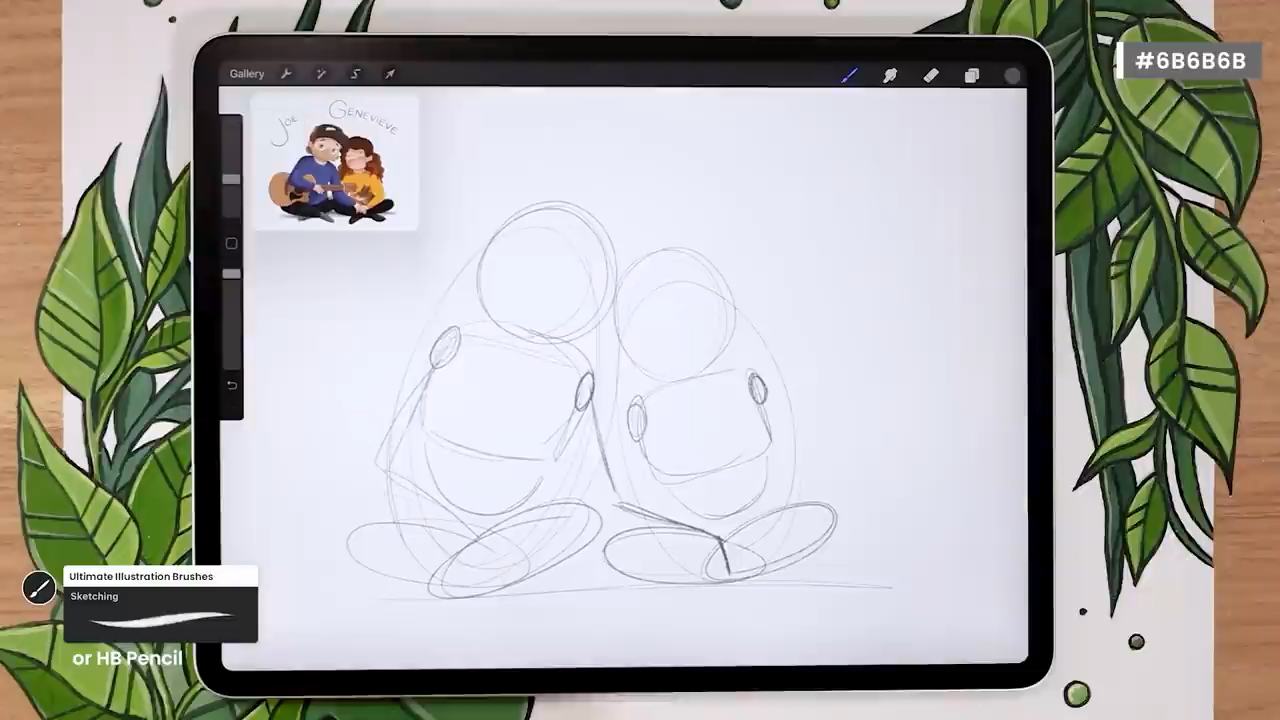 #6B6B6B
Gallery
JOE GENEVIEVE
Ultimate Illustration Brushes
Sketching
or HB Pencil